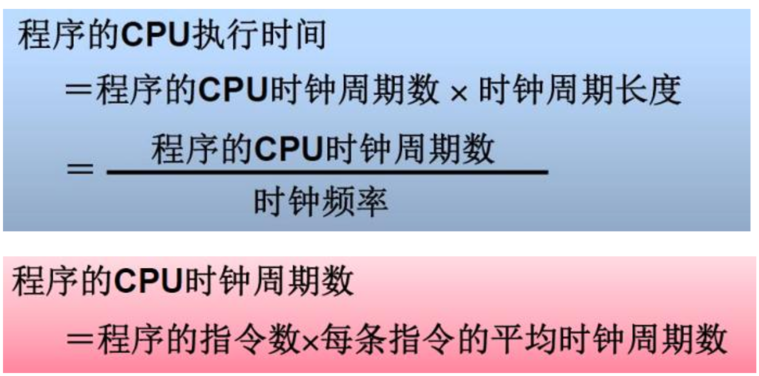 程序的CPU执行时间
＝程序的CPU时钟周期数 × 时钟周期长度
＝ 程序的CPU时钟周期数
时钟频率
程序的CPU时钟周期数
＝程序的指令数×每条指令的平均时钟周期数